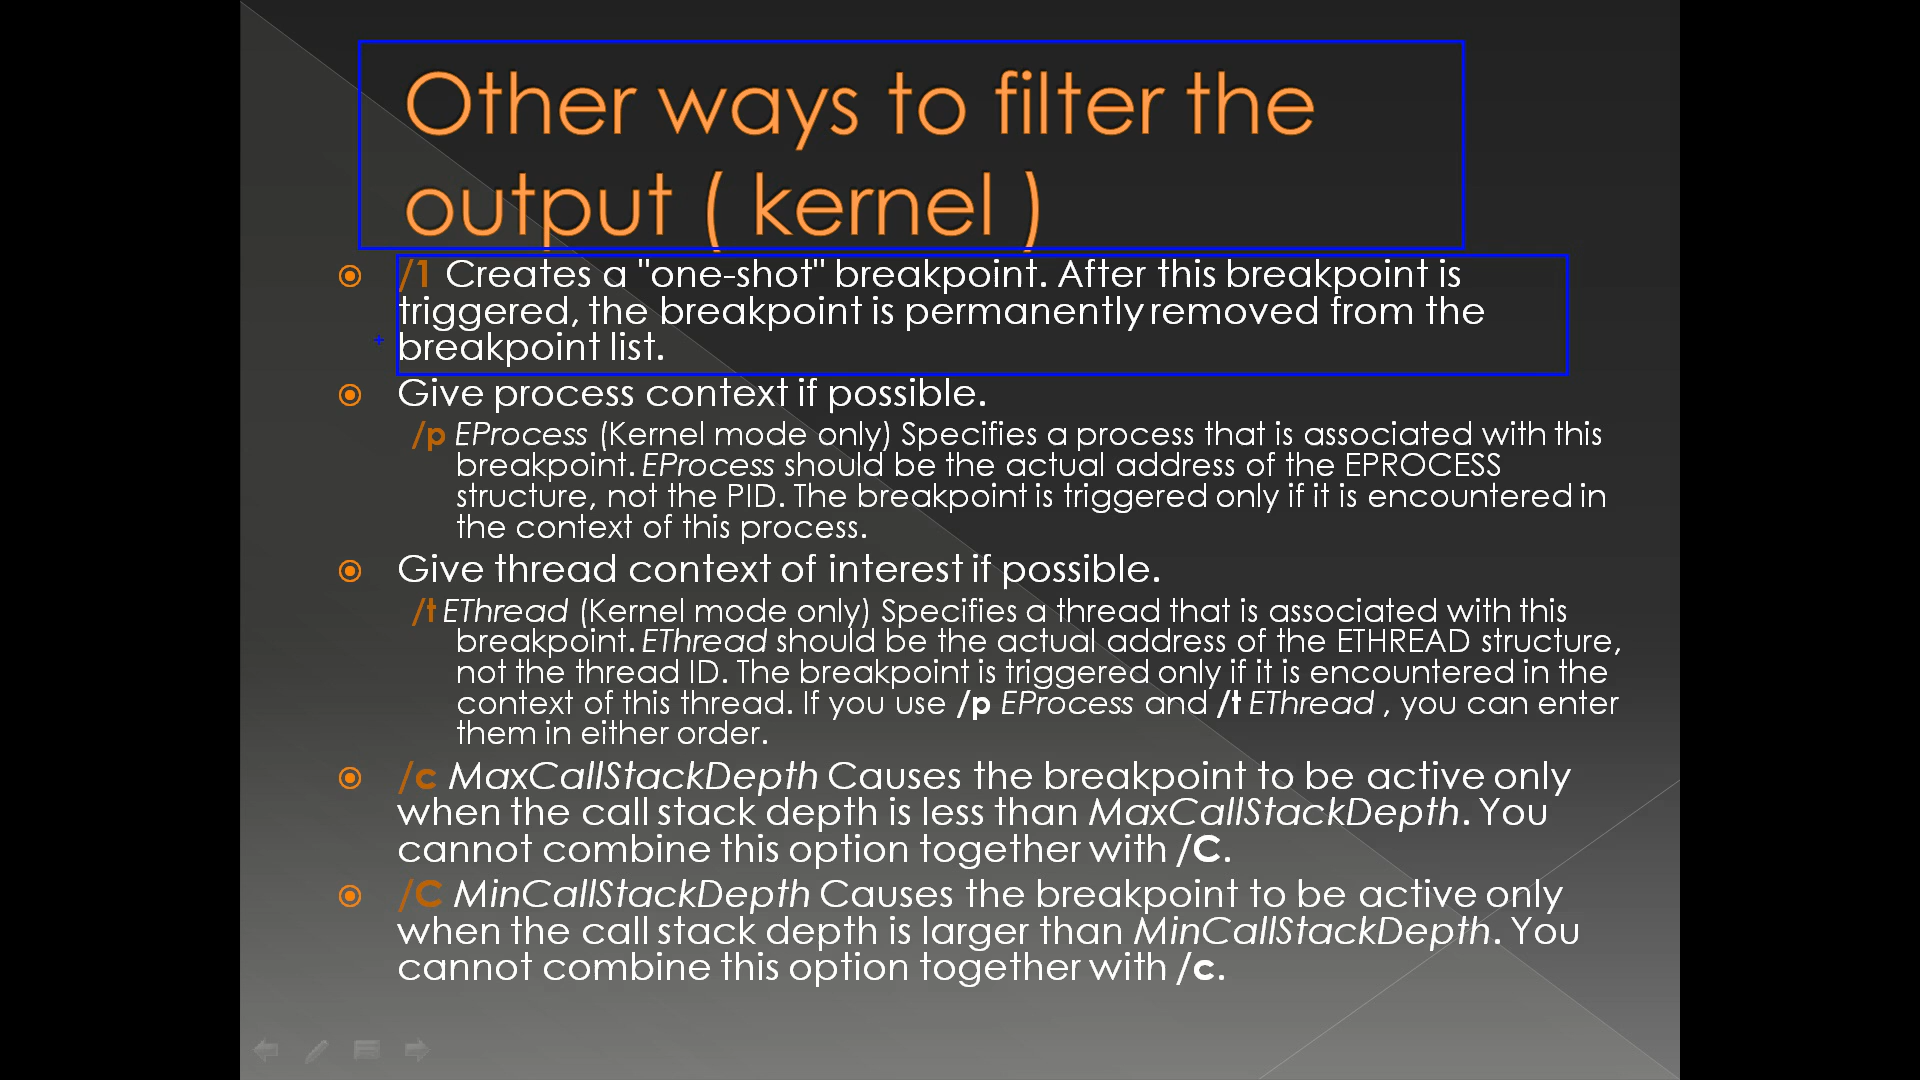 Other ways to filter the
output ( kernel )
/1 Creates a "one-shot" breakpoint. After this breakpoint is
triggered, the breakpoint is permanently removed from the
breakpoint list.
Give process context if possible.
/p EProcess (Kernel mode only) Specifies a process that is associated with this
breakpoint. EProcess should be the actual address of the EPROCESS
structure, not the PID. The breakpoint is triggered only if it is encountered in
the context of this process.
Give thread context of interest if possible.
/t EThread (Kernel mode only) Specifies a thread that is associated with this
breakpoint. EThread should be the actual address of the ETHREAD structure,
not the thread ID. The breakpoint is triggered only if it is encountered in the
context of this thread. If you use /p EProcess and /t EThread , you can enter
them in either order.
/c MaxCallStackDepth Causes the breakpoint to be active only
when the call stack depth is less than MaxCallStackDepth. You
cannot combine this option together with /C.
/C MinCallStackDepth Causes the breakpoint to be active only
when the call stack depth is larger than MinCallStackDepth. You
cannot combine this option together with /c.